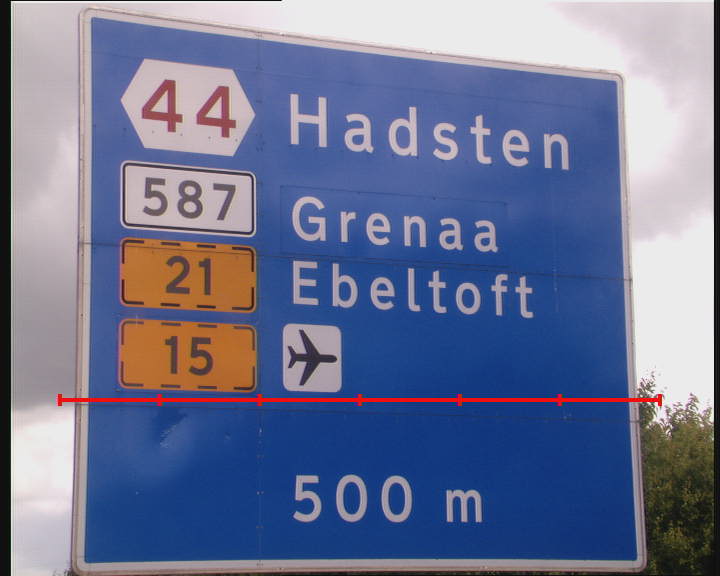 44 Hadsten
587 Grenaa
21 Ebeltoft
15
500 m